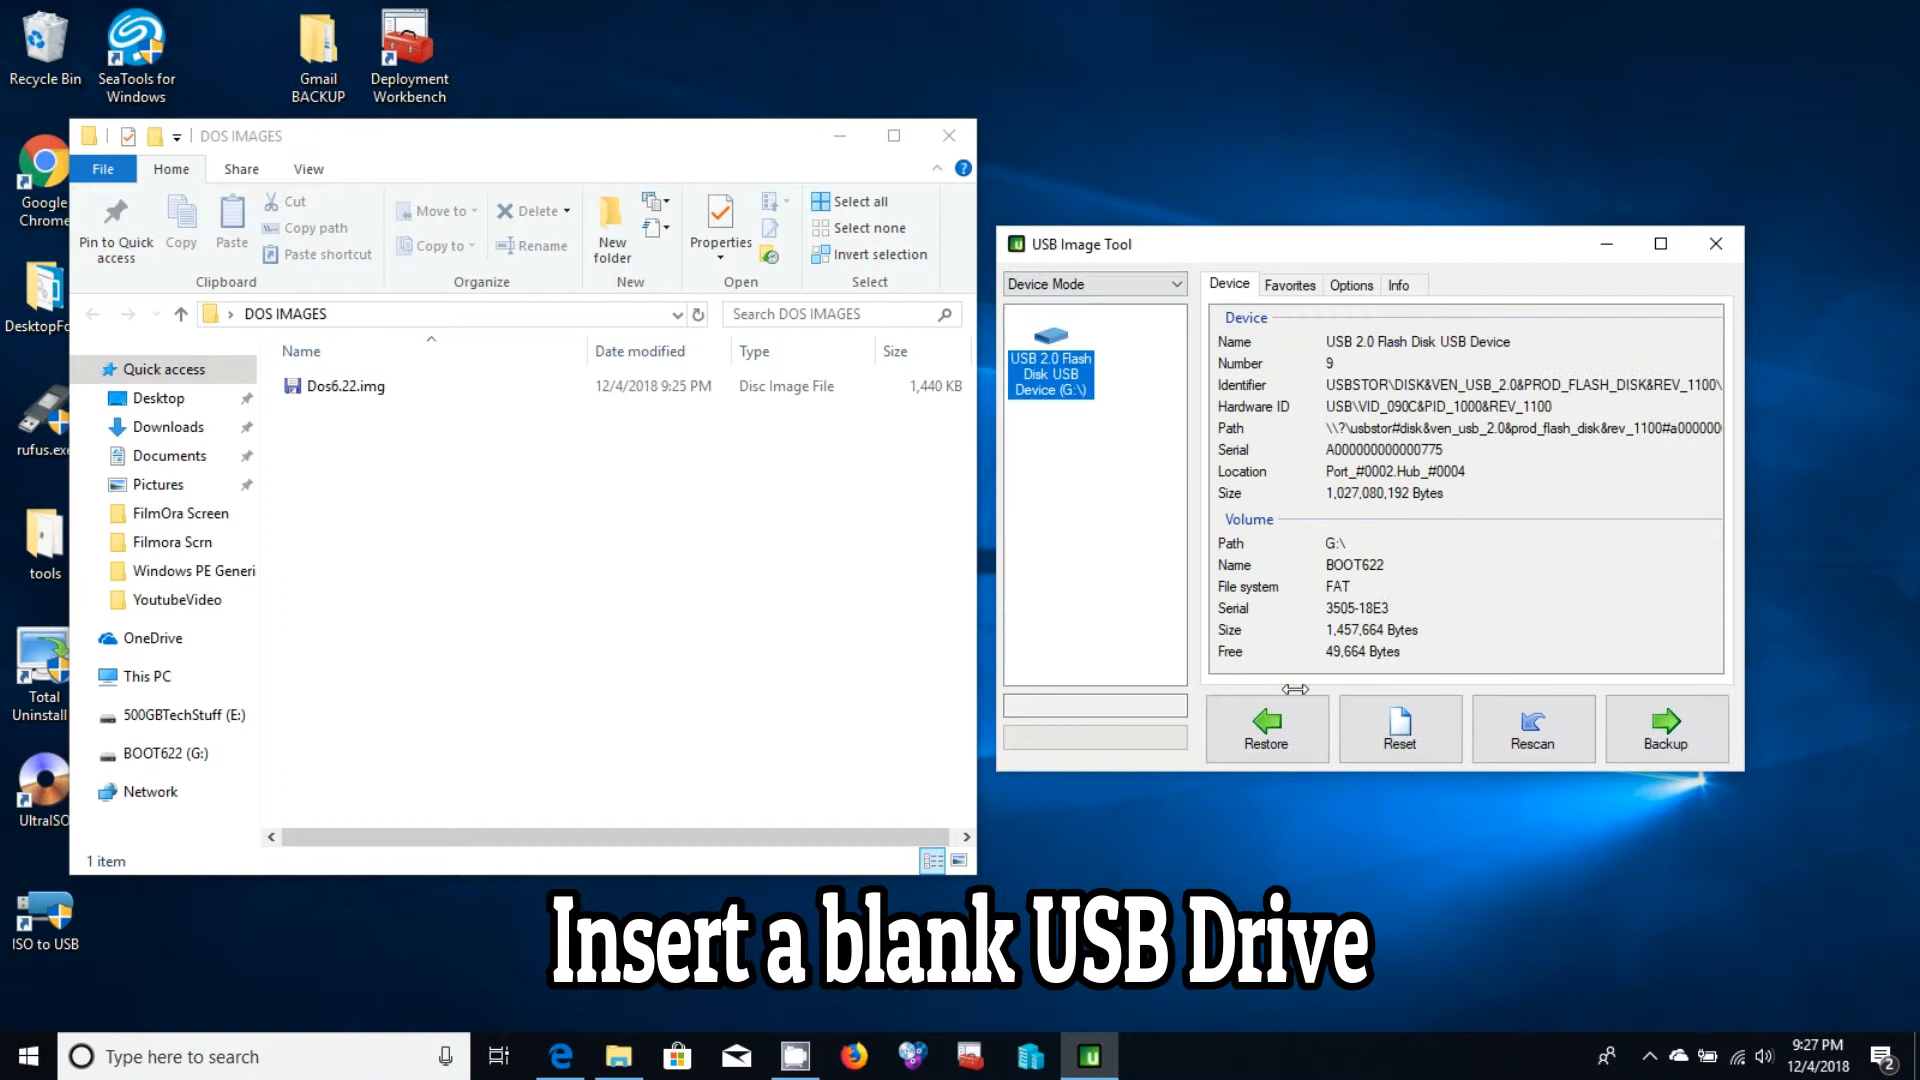 Recycle Bin
SeaTools for
Windows
Gmail
BACKUP
Deployment
Workbench
Google
Chrome
DesktopFo
rufus.exe
tools
Total
Uninstall
UltraISO
ISO to USB
DOS IMAGES
File
Home
Share
View
Pin to Quick
access
Copy
Paste
Cut
Copy path
Paste shortcut
Clipboard
Move to
Copy to
Delete
Rename
Organize
New
folder
New
Properties
Open
Select all
Select none
Invert selection
Select
DOS IMAGES
Search DOS IMAGES
Name
Date modified
Type
Size
Dos6.22.img
12/4/2018 9:25 PM
Disc Image File
1,440 KB
Quick access
Desktop
Downloads
Documents
Pictures
FilmOra Screen
Filmora Scrn
Windows PE Generi
YoutubeVideo
OneDrive
This PC
500GBTechStuff (E:)
BOOT622 (G:)
Network
1 item
USB Image Tool
Device Mode
USB 2.0 Flash
Disk USB
Device (G:\)
Device
Favorites
Options
Info
Device
Name USB 2.0 Flash Disk USB Device
Number 9
Identifier USBSTOR\DISK&VEN_USB_2.0&PROD_FLASH_DISK&REV_1100\
Hardware ID USB\VID_090C&PID_1000&REV_1100
Path \\?\usbstor#disk&ven_usb_2.0&prod_flash_disk&rev_1100#a000000
Serial A000000000000775
Location Port_#0002.Hub_#0004
Size 1,027,080,192 Bytes
Volume
Path G:\
Name BOOT622
File system FAT
Serial 3505-18E3
Size 1,457,664 Bytes
Free 49,664 Bytes
Restore
Reset
Rescan
Backup
Insert a blank USB Drive
Type here to search
9:27 PM
12/4/2018
2